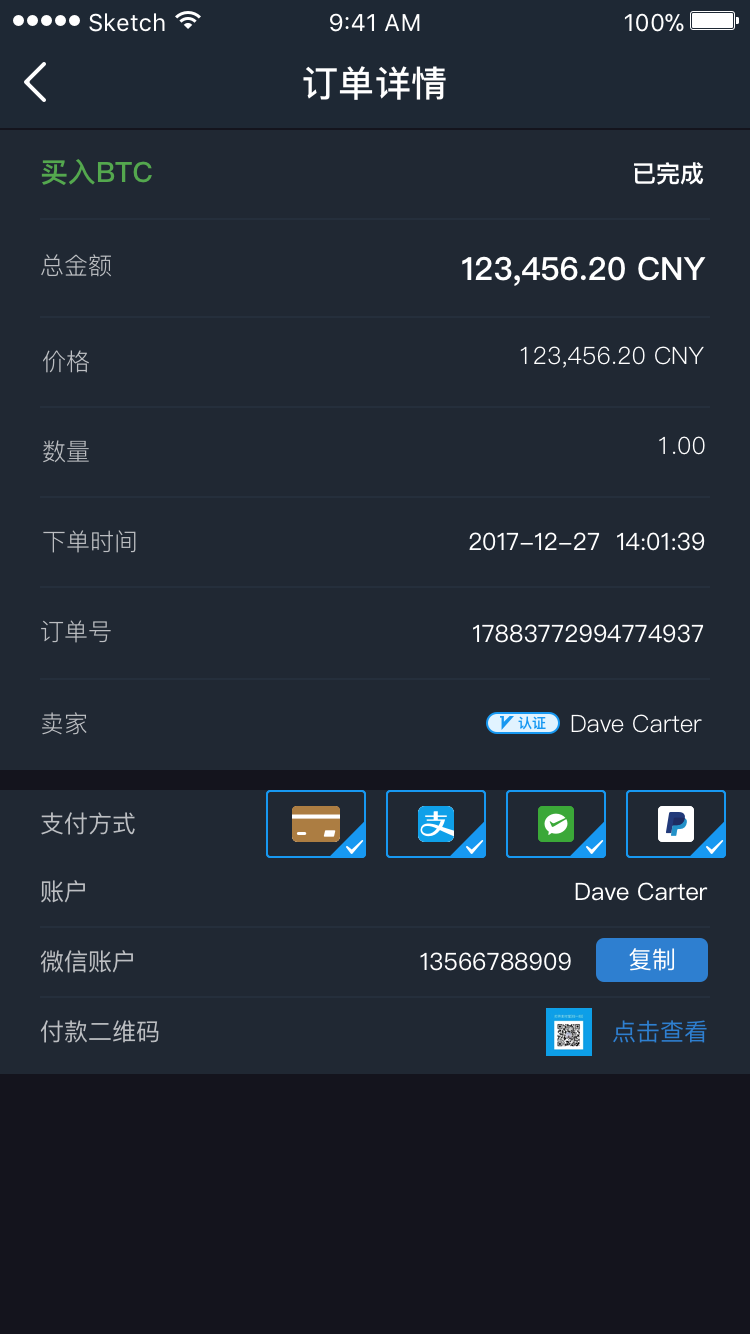 Sketch 9:41 AM 100%
订单详情
买入BTC 已完成
总金额 123,456.20 CNY
价格 123,456.20 CNY
数量 1.00
下单时间 2017-12-27 14:01:39
订单号 17883772994774937
卖家 V 认证 Dave Carter
支付方式 支
账户 Dave Carter
微信账户 13566788909 复制
付款二维码 点击查看